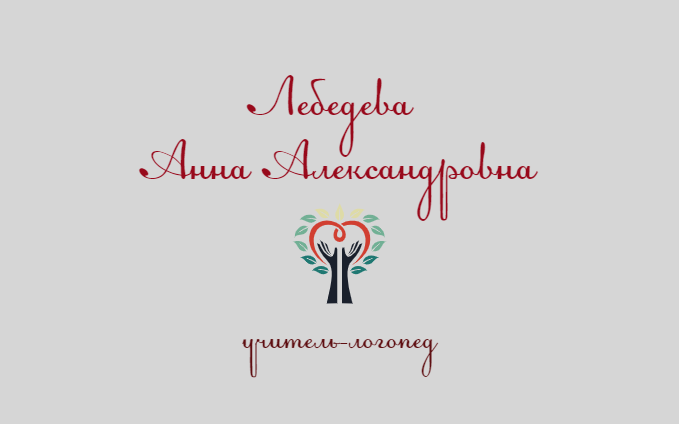 Лебедева
Анна Александровна
учитель-логопед